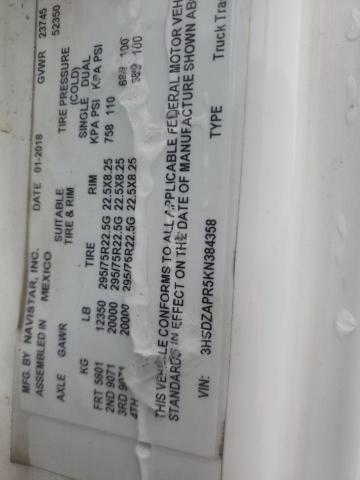 MFG. BY NAVISTAR, INC. DATE 01-2018 GVWR 23745
ASSEMBLED IN MEXICO 52350
SUITABLE TIRE PRESSURE
AXLE GAWR TIRE & RIM (COLD)
SINGLE DUAL
KG LB TIRE RIM KPA PSI KPA PSI
FRT 5601 12350 295/75R22.5G 22.5X8.25 758 110
2ND 9071 20000 295/75R22.5G 22.5X8.25 689 100
3RD 9071 20000 295/75R22.5G 22.5X8.25 689 100
4TH
THIS VEHICLE CONFORMS TO ALL APPLICABLE FEDERAL MOTOR VEH
STANDARDS IN EFFECT ON THE DATE OF MANUFACTURE SHOWN AB
VIN: 3HSDZAPR5KN384358 TYPE Truck Tra